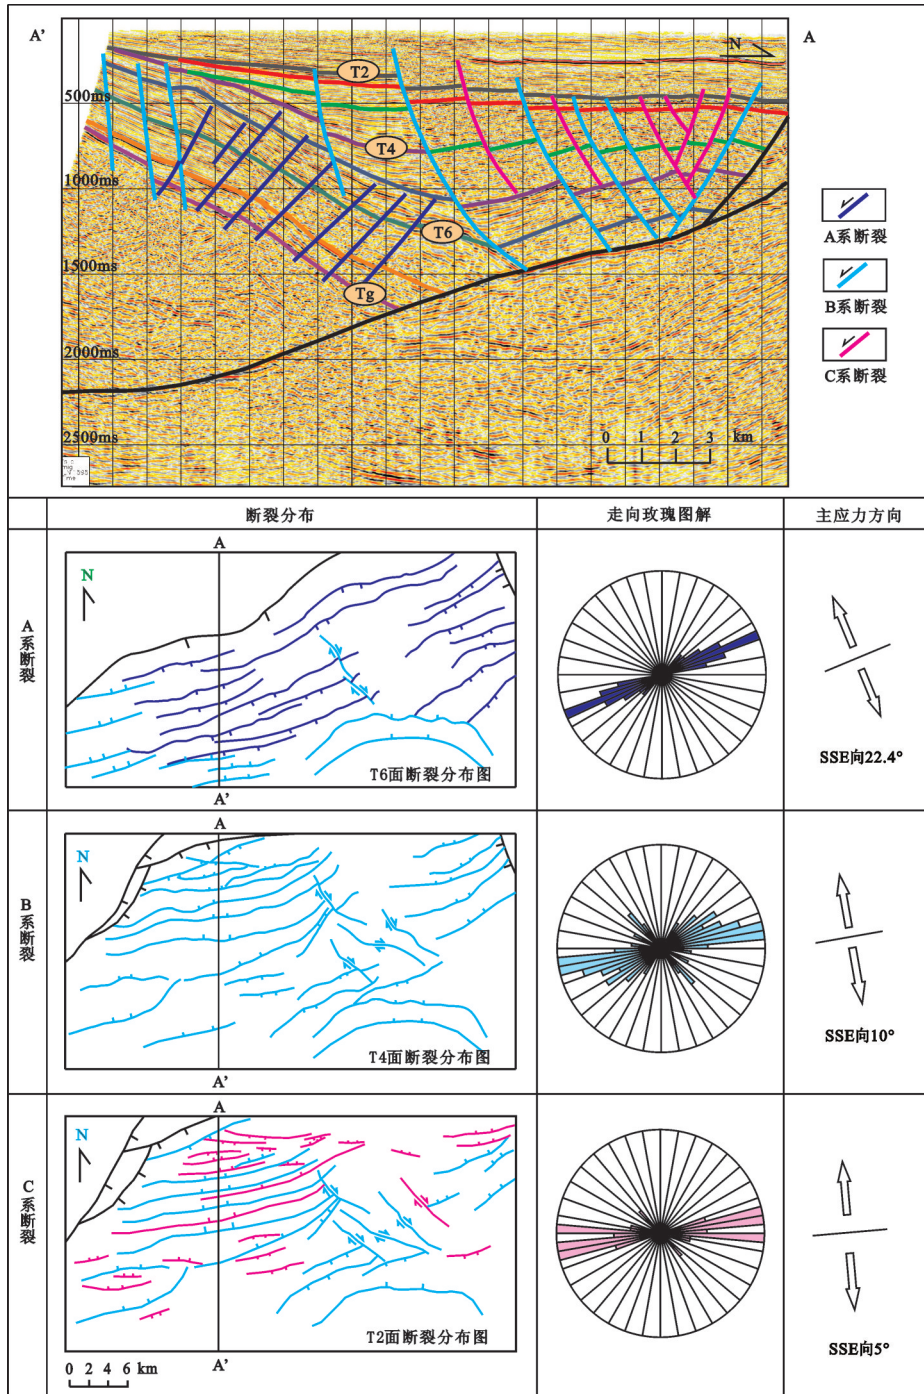 A'
A
N
T2
500ms
T4
1000ms
T6
A系断裂
1500ms
Tg
B系断裂
2000ms
C系断裂
0 1 2 3 km
2500ms
断裂分布
走向玫瑰图解
主应力方向
A
N
A系断裂
SSE向22.4°
T6面断裂分布图
A'
A
N
B系断裂
SSE向10°
T4面断裂分布图
A'
A
N
C系断裂
T2面断裂分布图
SSE向5°
A'
0 2 4 6 km